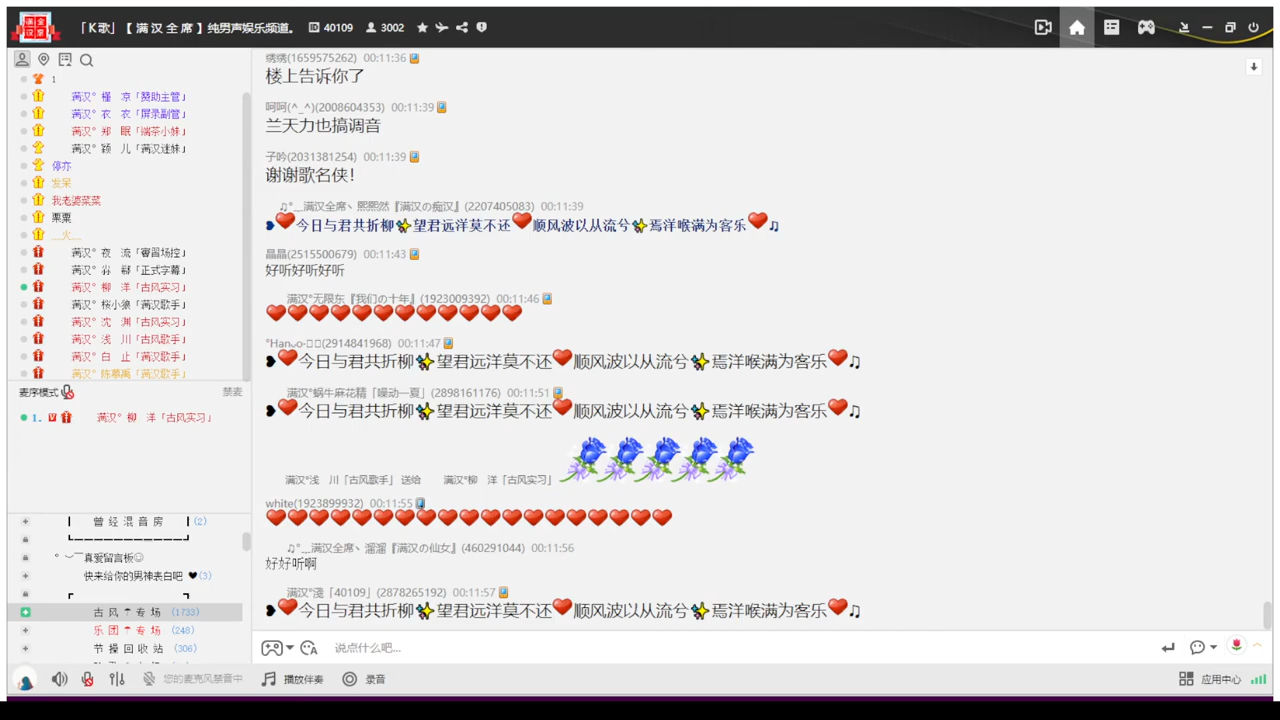 「K歌」【 满 汉 全 席 】纯男声娱乐频道。 ID 40109 3002
1
满汉°槿 凉「赞助主管」
满汉°衣 衣「屏录副管」
满汉°郑 眠「端茶小妹」
满汉°颖 儿「满汉迷妹」
停亦
发呆
我老婆菜菜
栗栗
__火__
满汉°夜 流「审留场控」
「正式字幕」
满汉°柳 洋「古风实习」
满汉°桜小狼「满汉歌手」
满汉°沈 渊「古风实习」
满汉°浅 川「古风歌手」
满汉°白 止「古风歌手」
满汉°陈慕禹「古风歌手」
麦序模式 禁麦
1. 满汉°柳 洋「古风实习」
曾 经 混 音 房 (2)
真爱留言板☺
快来给你的男神表白吧 ❤(3)
古 风 ☂ 专 场 (1733)
乐 团 ☂ 专 场 (248)
节 操 回 收 站 (306)
绣绣(1659575262) 00:11:36
楼上告诉你了
呵呵(^_^)(2008604353) 00:11:39
兰天力也搞调音
子吟(2031381254) 00:11:39
谢谢歌名侠!
♫°﹎满汉全席丶熙熙然『满汉の痴汉』(2207405083) 00:11:39
❥❤今日与君共折柳✨望君远洋莫不还❤顺风波以从流兮✨焉洋喉满为客乐❤♫
晶晶(2515500679) 00:11:43
好听好听好听
满汉°无限东『我们の十年』(1923009392) 00:11:46
❤❤❤❤❤❤❤❤❤❤❤❤
°Hanᴗo·□□(2914841968) 00:11:47
❥❤今日与君共折柳✨望君远洋莫不还❤顺风波以从流兮✨焉洋喉满为客乐❤♫
满汉°蜗牛麻花精「噪动一夏」(2898161176) 00:11:51
❥❤今日与君共折柳✨望君远洋莫不还❤顺风波以从流兮✨焉洋喉满为客乐❤♫
满汉°浅 川「古风歌手」 送给 满汉°柳 洋「古风实习」
white(1923899932) 00:11:55
❤❤❤❤❤❤❤❤❤❤❤❤❤❤❤❤❤❤❤
♫°﹎满汉全席丶溜溜『满汉の仙女』(460291044) 00:11:56
好好听啊
满汉°「40109」(2878265192) 00:11:57
❥❤今日与君共折柳✨望君远洋莫不还❤顺风波以从流兮✨焉洋喉满为客乐❤♫
说点什么吧...
您的麦克风禁音中 播放伴奏 录音 应用中心